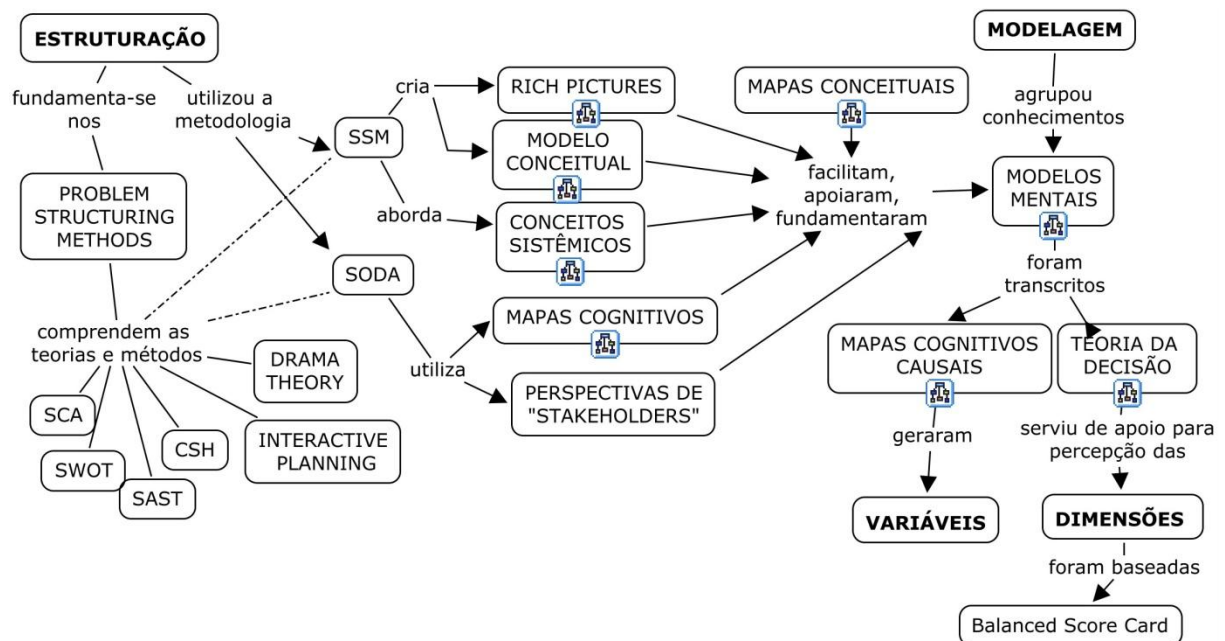 ESTRUTURAÇÃO
fundamenta-se
nos
utilizou a
metodologia
PROBLEM
STRUCTURING
METHODS
comprendem as
teorias e métodos
SCA
SWOT
SAST
CSH
INTERACTIVE
PLANNING
DRAMA
THEORY
SSM
cria
aborda
SODA
utiliza
RICH PICTURES
MODELO
CONCEITUAL
CONCEITOS
SISTÊMICOS
MAPAS COGNITIVOS
PERSPECTIVAS DE
"STAKEHOLDERS"
MAPAS CONCEITUAIS
facilitam,
apoiaram,
fundamentaram
MODELAGEM
agrupou
conhecimentos
MODELOS
MENTAIS
foram
transcritos
MAPAS COGNITIVOS
CAUSAIS
geraram
VARIÁVEIS
TEORIA DA
DECISÃO
serviu de apoio para
percepção das
DIMENSÕES
foram baseadas
Balanced Score Card